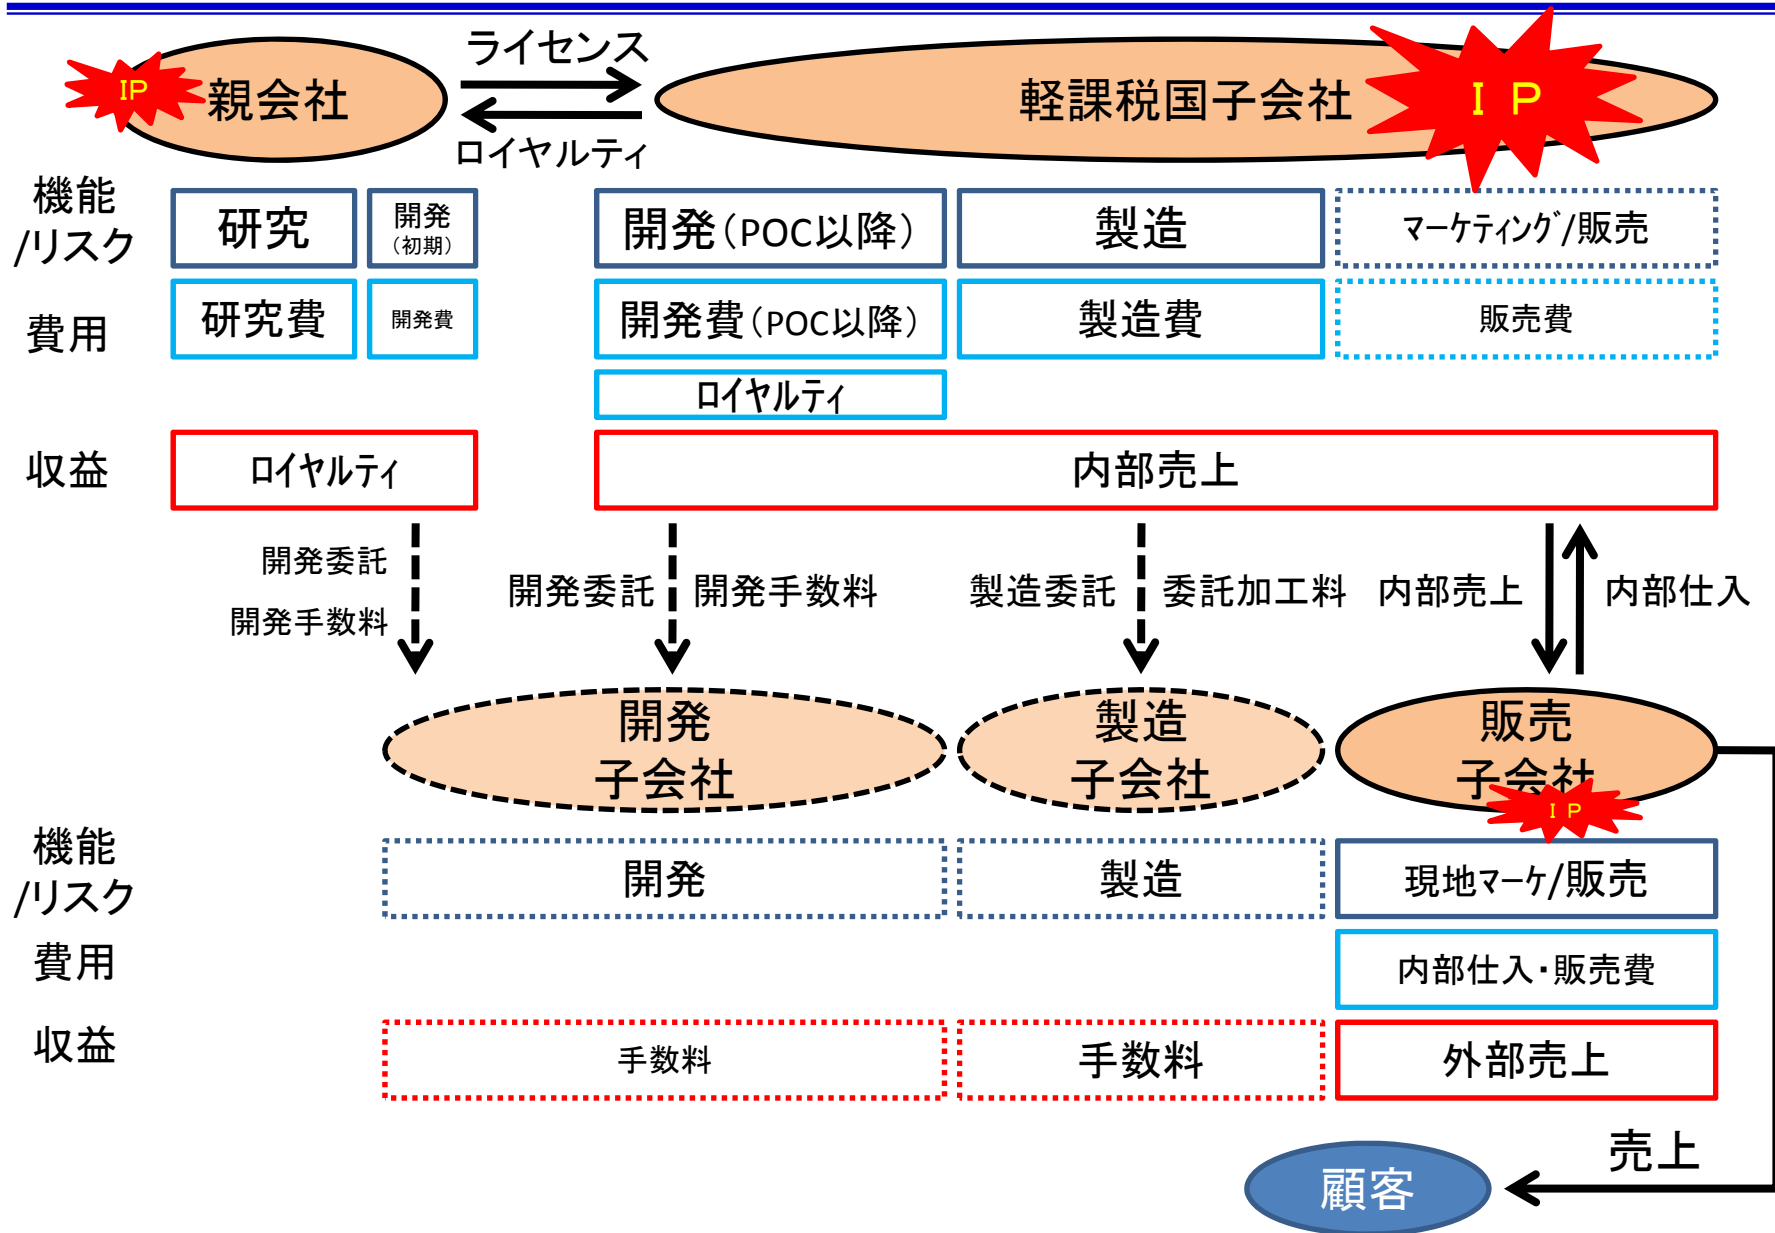 ライセンス
IP
親会社
軽課税国子会社
ＩＰ
ロイヤルティ
機能
/リスク
研究
開発
（初期）
開発（POC以降）
製造
ﾏｰｹﾃｨﾝｸﾞ/販売
費用
研究費
開発費
開発費（POC以降）
製造費
販売費
ﾛｲﾔﾙﾃｨ
収益
ﾛｲﾔﾙﾃｨ
内部売上
開発委託
開発手数料
開発委託
開発手数料
製造委託
委託加工料
内部売上
内部仕入
開発
子会社
製造
子会社
販売
子会社
ＩＰ
機能
/リスク
開発
製造
現地ﾏｰｹ/販売
費用
内部仕入・販売費
収益
手数料
手数料
外部売上
売上
顧客